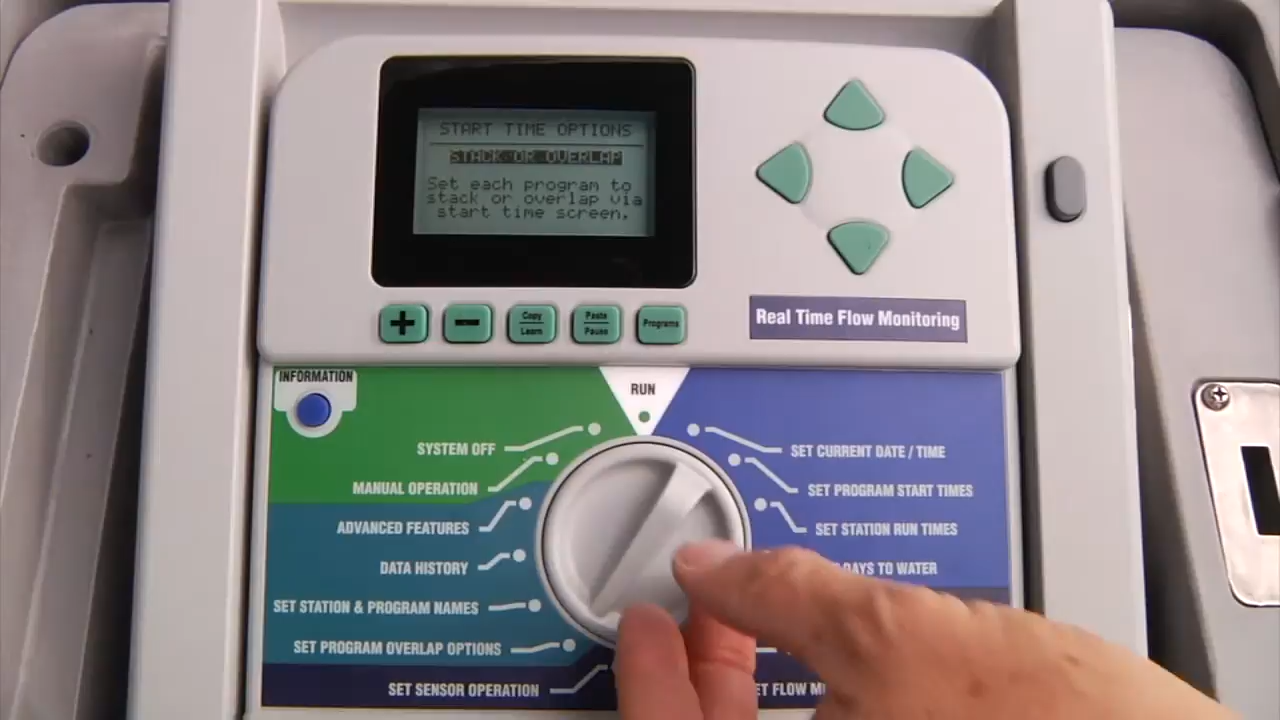 START TIME OPTIONS
STACK OR OVERLAP
Set each program to
stack or overlap via
start time screen.
+
-
Copy
Learn
Paste
Pause
Programs
Real Time Flow Monitoring
INFORMATION
RUN
SYSTEM OFF
SET CURRENT DATE / TIME
MANUAL OPERATION
SET PROGRAM START TIMES
ADVANCED FEATURES
SET STATION RUN TIMES
DATA HISTORY
DAYS TO WATER
SET STATION & PROGRAM NAMES
SET PROGRAM OVERLAP OPTIONS
SET SENSOR OPERATION
FLOW